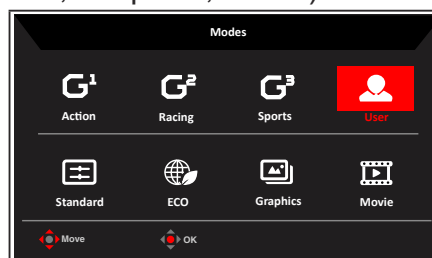 Modes
G1 G2 G3
Action Racing Sports User
Standard ECO Graphics Movie
Move OK